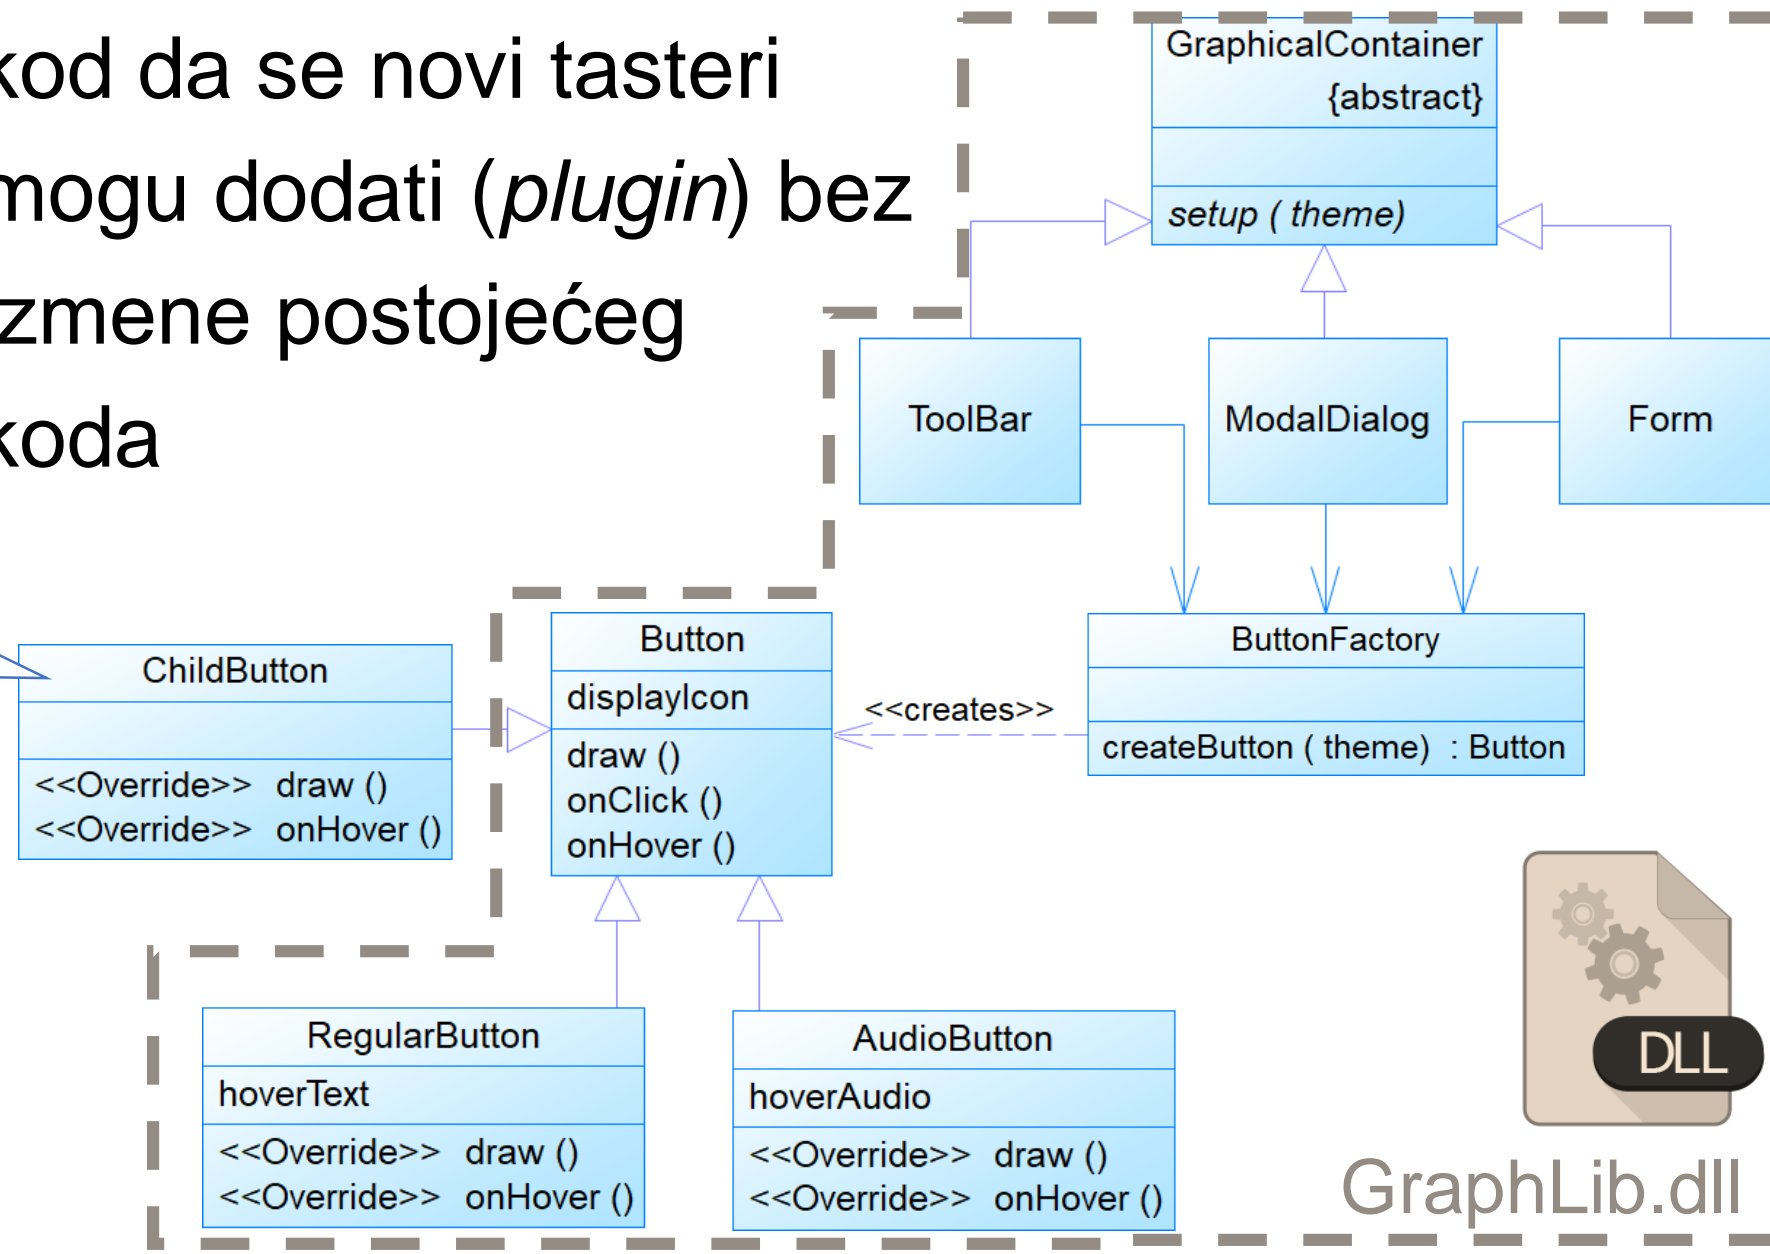 kod da se novi tasteri
mogu dodati (plugin) bez
zmene postojećeg
koda
GraphicalContainer
{abstract}
setup ( theme)
ToolBar
ModalDialog
Form
ChildButton
<<Override>> draw ()
<<Override>> onHover ()
Button
displayIcon
draw ()
onClick ()
onHover ()
<<creates>>
ButtonFactory
createButton ( theme) : Button
RegularButton
hoverText
<<Override>> draw ()
<<Override>> onHover ()
AudioButton
hoverAudio
<<Override>> draw ()
<<Override>> onHover ()
DLL
GraphLib.dll